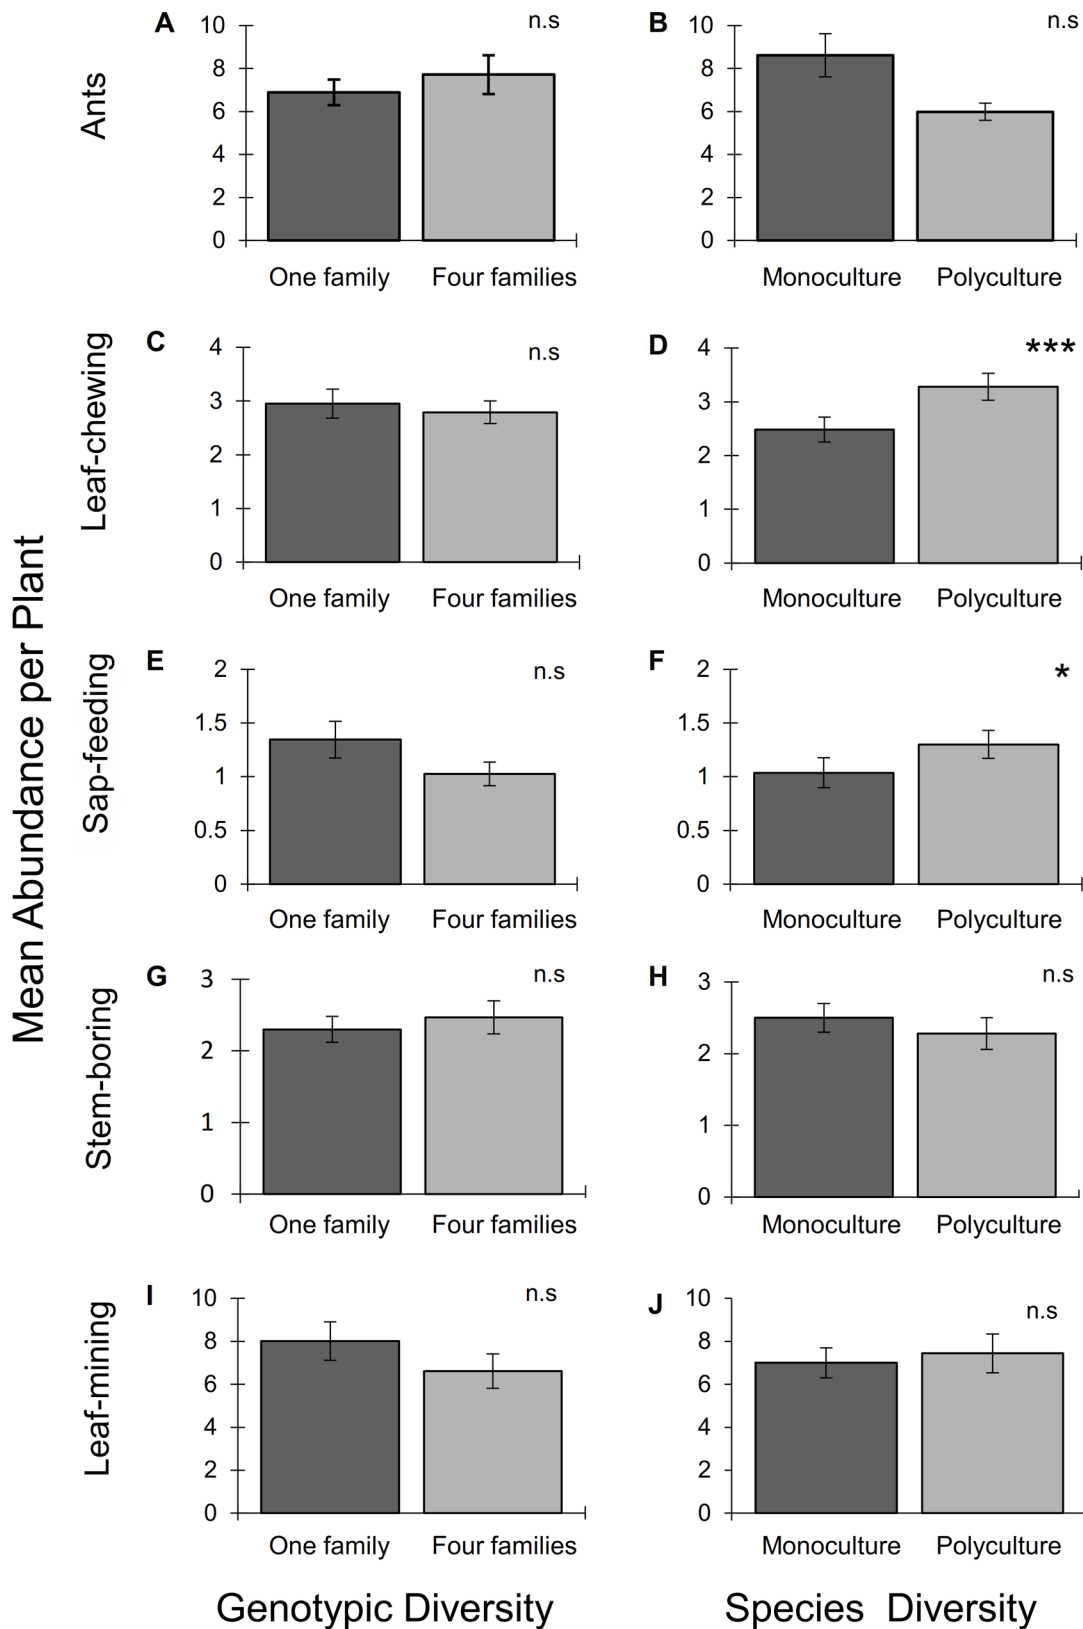 Mean Abundance per Plant
Ants
A
n.s
10
8
6
4
2
0
One family Four families
B
n.s
10
8
6
4
2
0
Monoculture Polyculture
Leaf-chewing
C
n.s
4
3
2
1
0
One family Four families
D
***
4
3
2
1
0
Monoculture Polyculture
Sap-feeding
E
n.s
2
1.5
1
0.5
0
One family Four families
F
*
2
1.5
1
0.5
0
Monoculture Polyculture
Stem-boring
G
n.s
3
2
1
0
One family Four families
H
n.s
3
2
1
0
Monoculture Polyculture
Leaf-mining
I
n.s
10
8
6
4
2
0
One family Four families
J
n.s
10
8
6
4
2
0
Monoculture Polyculture
Genotypic Diversity
Species Diversity